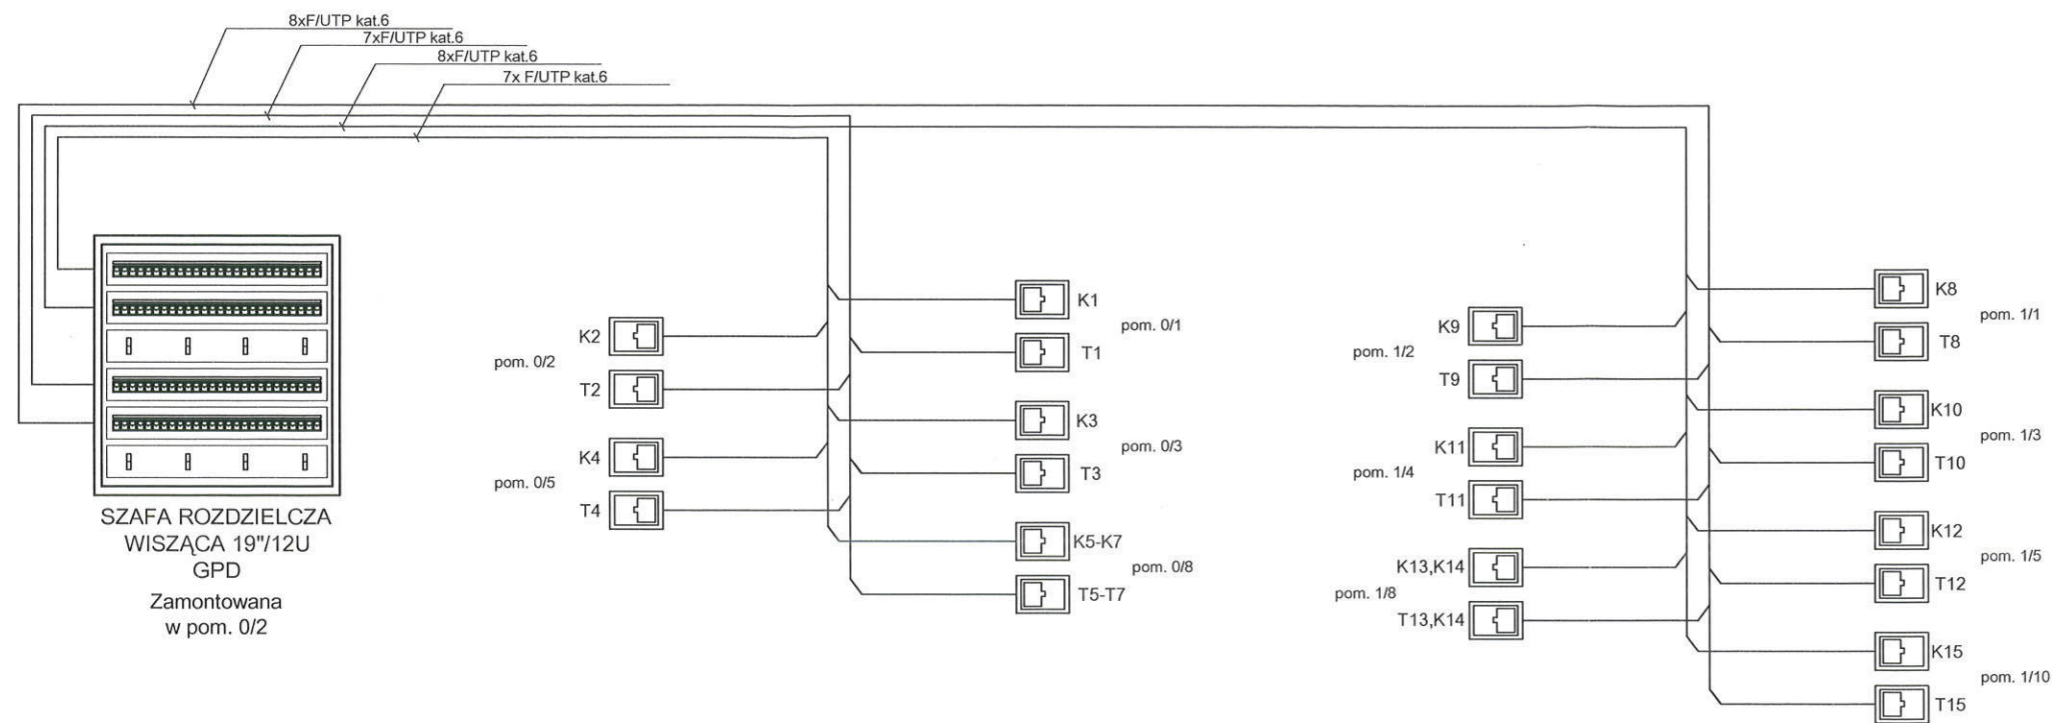 8xF/UTP kat.6
7xF/UTP kat.6
8xF/UTP kat.6
7x F/UTP kat.6
SZAFA ROZDZIELCZA
WISZĄCA 19"/12U
GPD
Zamontowana
w pom. 0/2
K2
pom. 0/2
T2
K4
pom. 0/5
T4
K1
pom. 0/1
T1
K3
pom. 0/3
T3
K5-K7
pom. 0/8
T5-T7
K9
pom. 1/2
T9
K11
pom. 1/4
T11
K13,K14
pom. 1/8
T13,K14
K8
pom. 1/1
T8
K10
pom. 1/3
T10
K12
pom. 1/5
T12
K15
pom. 1/10
T15